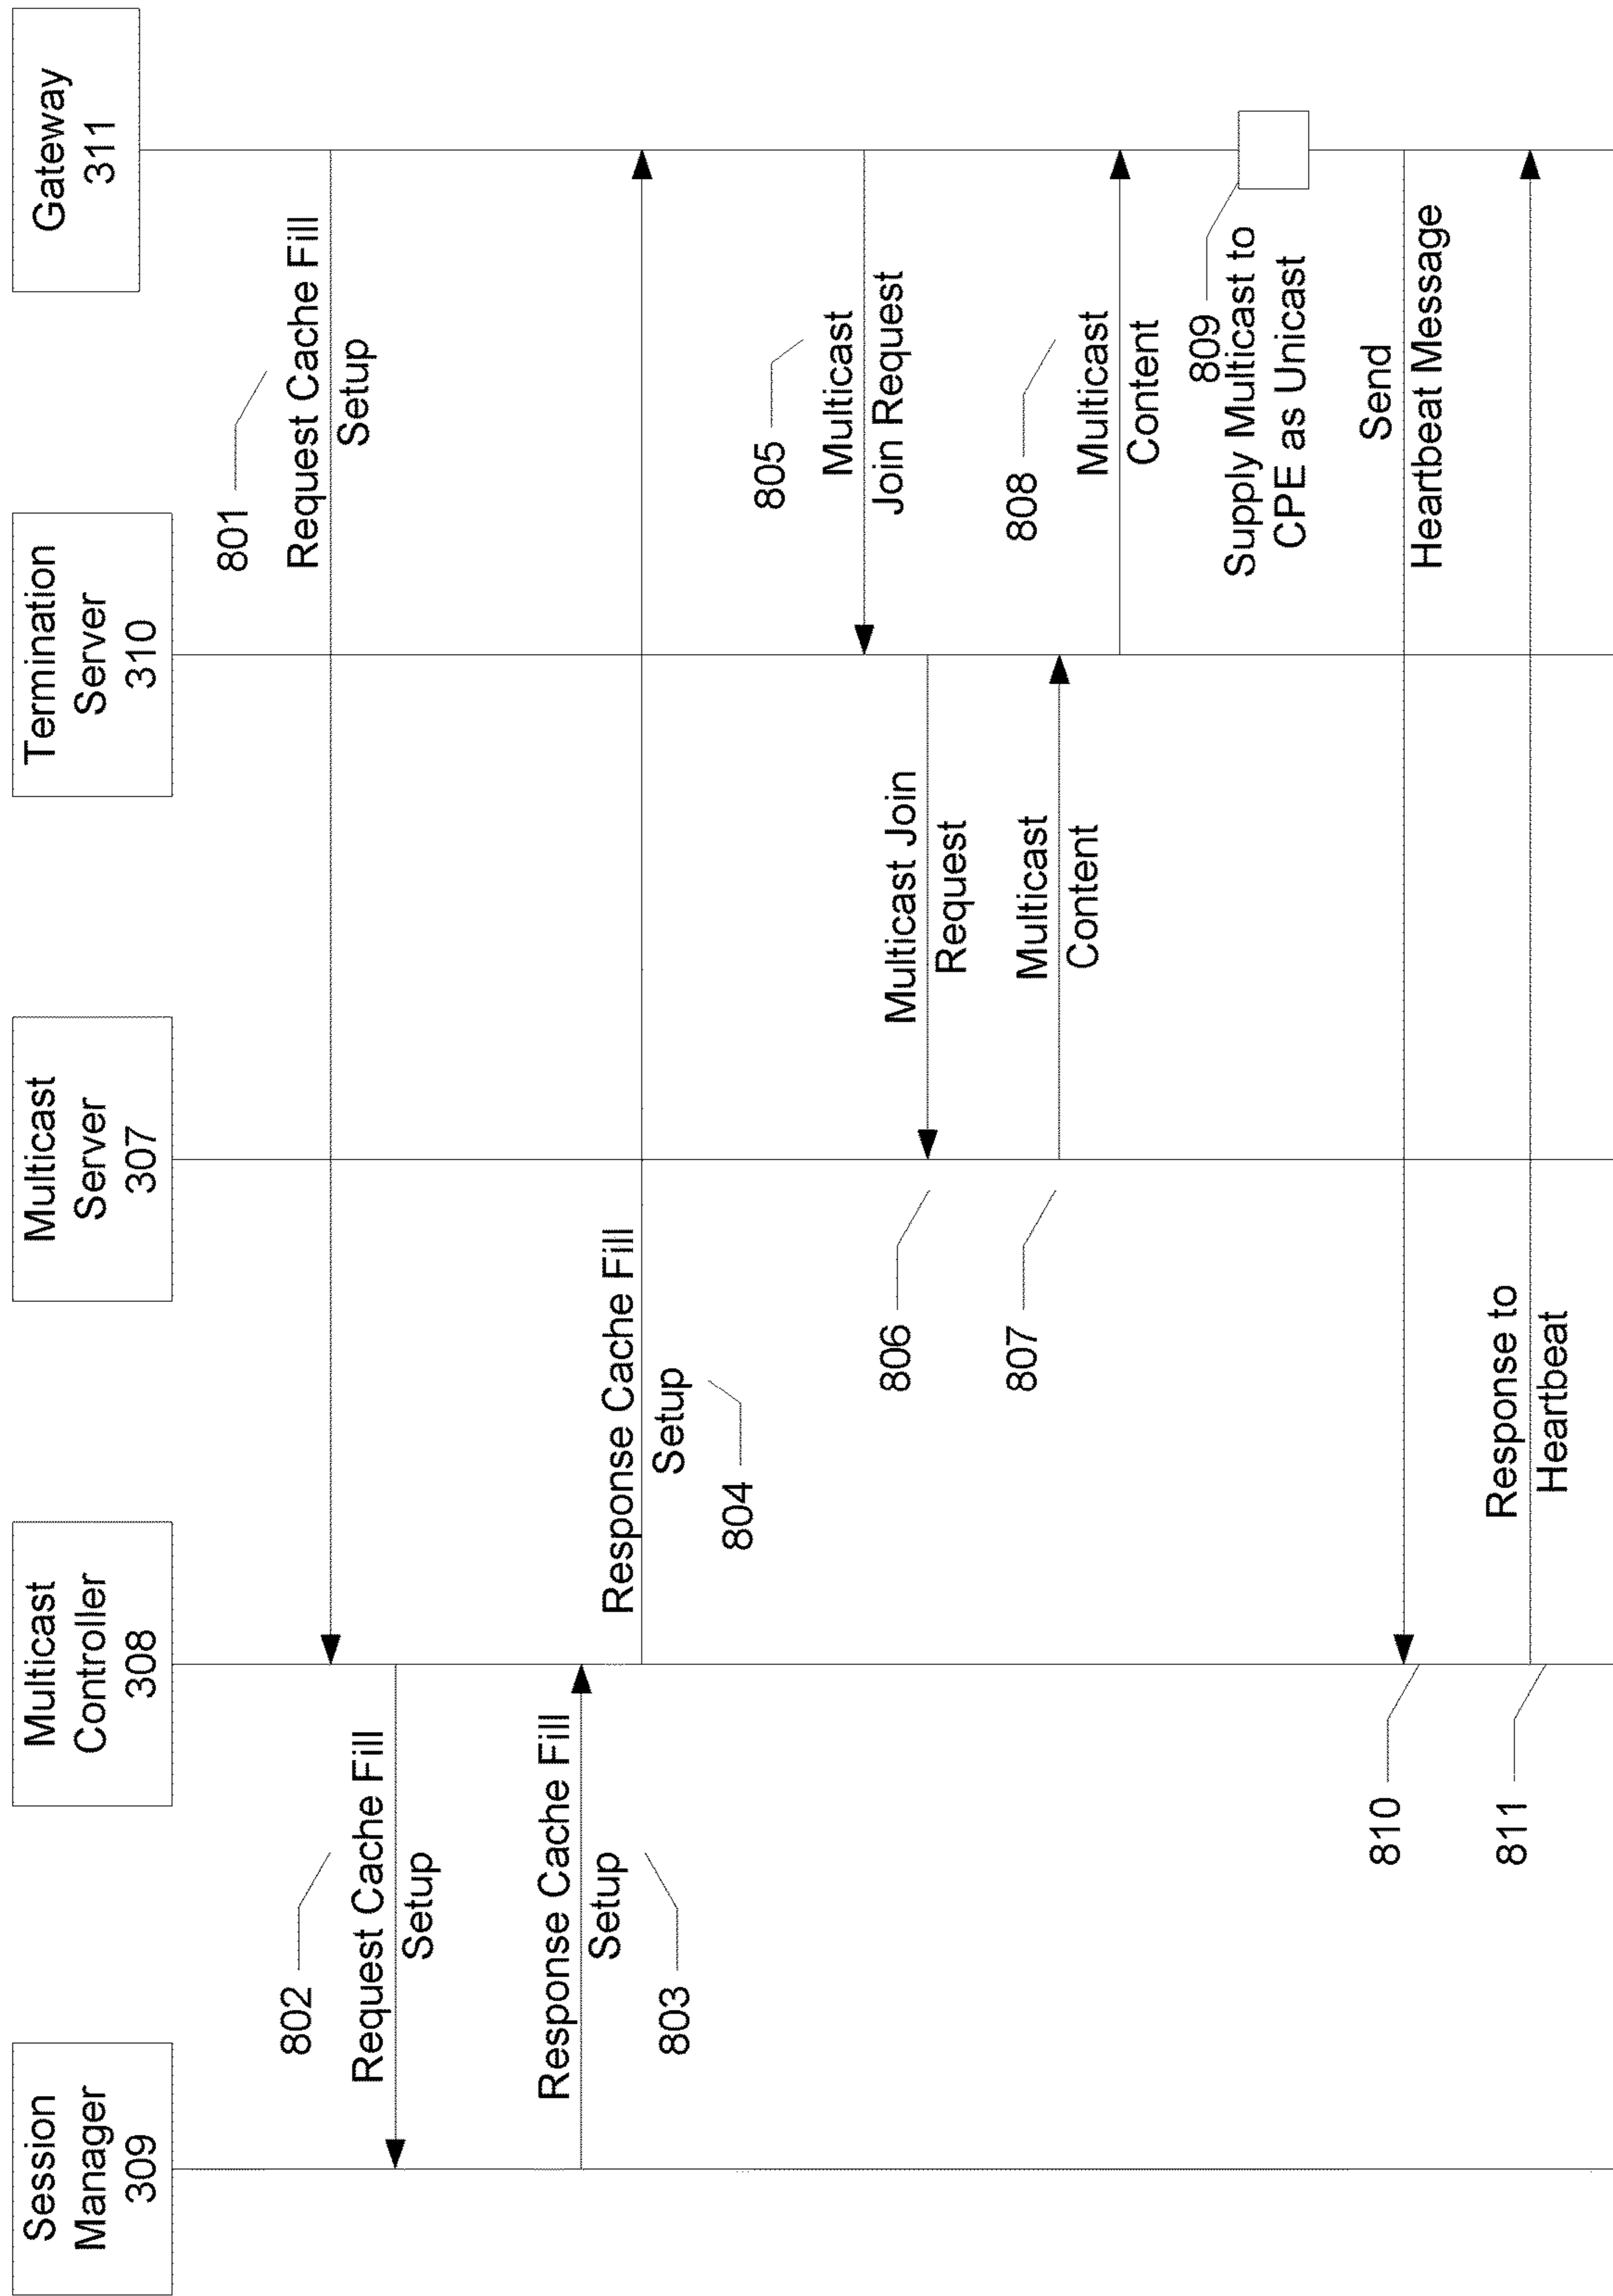 Session
Manager
309
Multicast
Controller
308
Multicast
Server
307
Termination
Server
310
Gateway
311
801
Request Cache Fill
Setup
802
Request Cache Fill
Setup
Response Cache Fill
Setup
803
Response Cache Fill
Setup
804
805
Multicast
Join Request
Multicast Join
Request
806
Multicast
Content
807
808
Multicast
Content
809
Supply Multicast to
CPE as Unicast
Send
Heartbeat Message
810
Response to
Heartbeat
811